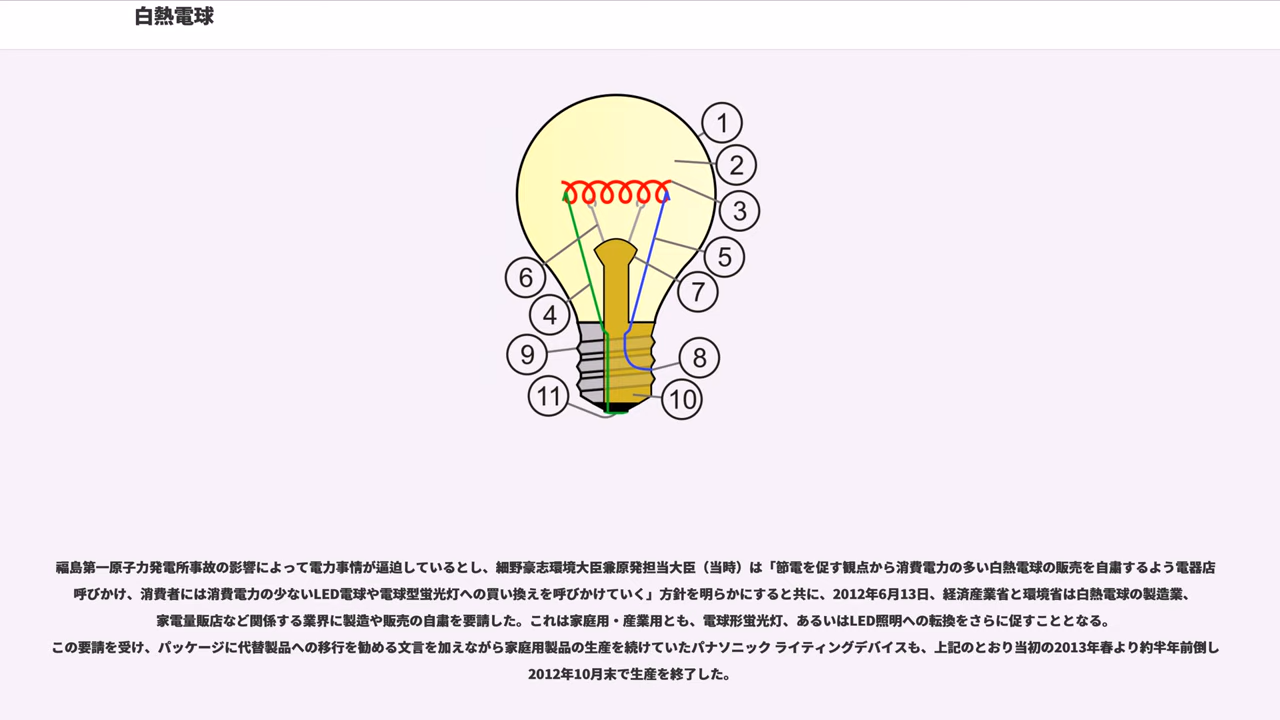 白熱電球
1
2
3
5
6
7
4
9
8
11
10
福島第一原子力発電所事故の影響によって電力事情が逼迫しているとし、細野豪志環境大臣兼原発担当大臣（当時）は「節電を促す観点から消費電力の多い白熱電球の販売を自粛するよう電器店
呼びかけ、消費者には消費電力の少ないLED電球や電球型蛍光灯への買い換えを呼びかけていく」方針を明らかにすると共に、2012年6月13日、経済産業省と環境省は白熱電球の製造業、
家電量販店など関係する業界に製造や販売の自粛を要請した。これは家庭用・産業用とも、電球形蛍光灯、あるいはLED照明への転換をさらに促すこととなる。
この要請を受け、パッケージに代替製品への移行を勧める文言を加えながら家庭用製品の生産を続けていたパナソニック ライティングデバイスも、上記のとおり当初の2013年春より約半年前倒し
2012年10月末で生産を終了した。